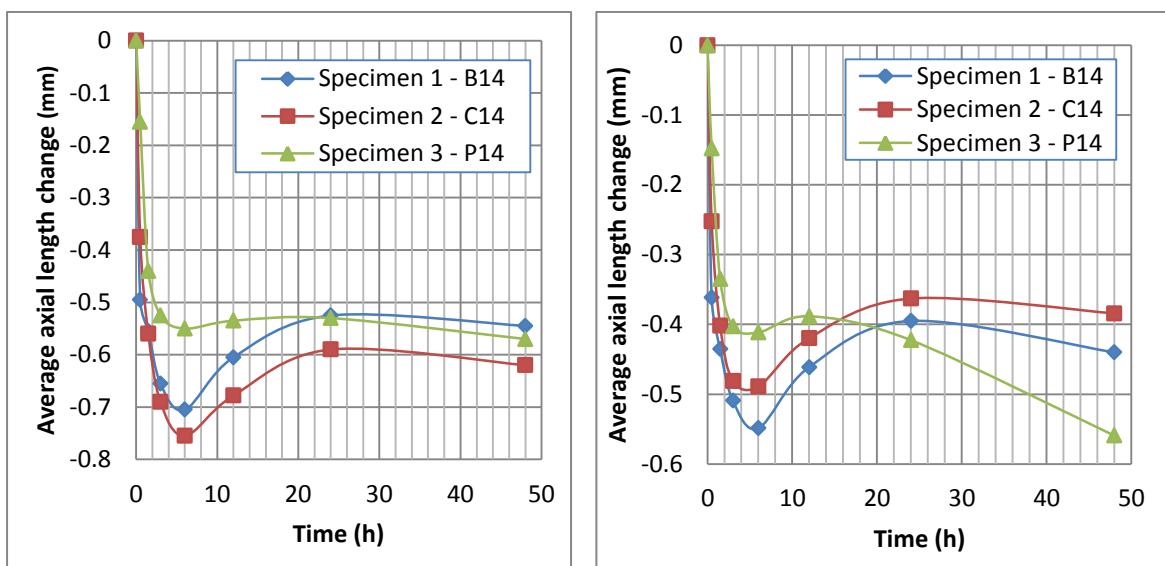 Average axial length change (mm)
0
-0.1
-0.2
-0.3
-0.4
-0.5
-0.6
-0.7
-0.8
Specimen 1 - B14
Specimen 2 - C14
Specimen 3 - P14
0 10 20 30 40 50
Time (h)
Average axial length change (mm)
0
-0.1
-0.2
-0.3
-0.4
-0.5
-0.6
Specimen 1 - B14
Specimen 2 - C14
Specimen 3 - P14
0 10 20 30 40 50
Time (h)